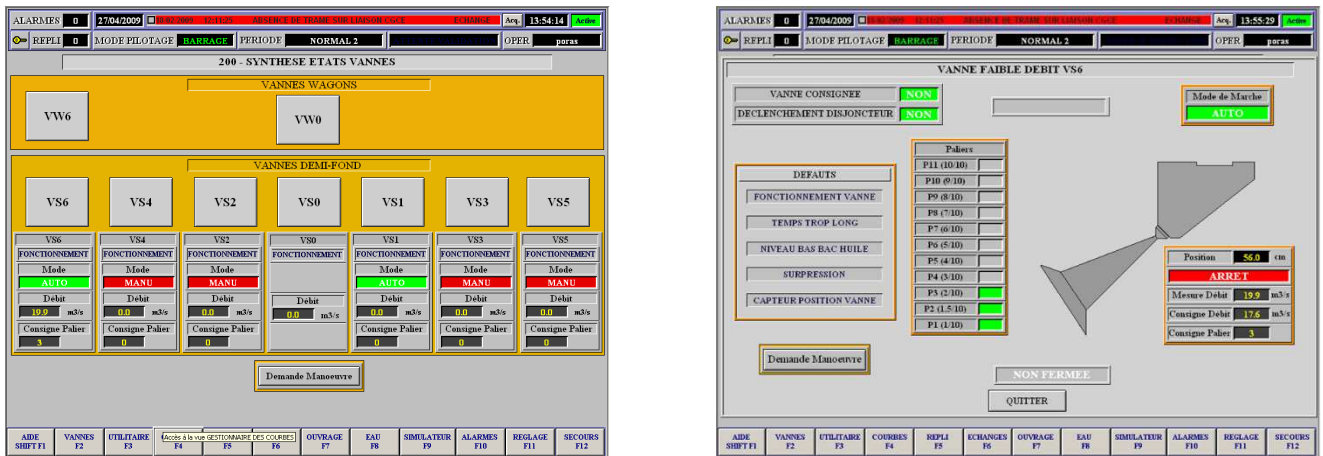 ALARMES 0 27/04/2009 ABSENCE DE TRAME SUR LIAISON CGCE ECHANGE Acq. 13:54:14 Active
REPLI 0 MODE PILOTAGE BARRAGE PERIODE NORMAL 2 OPER poras
200 - SYNTHESE ETATS VANNES
VANNES WAGONS
VW6 VW0
VANNES DEMI-FOND
VS6 VS4 VS2 VS0 VS1 VS3 VS5
VS6 VS4 VS2 VS0 VS1 VS3 VS5
FONCTIONNEMENT FONCTIONNEMENT FONCTIONNEMENT FONCTIONNEMENT FONCTIONNEMENT FONCTIONNEMENT FONCTIONNEMENT
Mode Mode Mode Mode Mode Mode
AUTO MANU MANU AUTO MANU MANU
Débit Débit Débit Débit Débit Débit Débit
19.9 m3/s 0.0 m3/s 0.0 m3/s 0.0 m3/s 0.0 m3/s 0.0 m3/s 0.0 m3/s
Consigne Palier Consigne Palier Consigne Palier Consigne Palier Consigne Palier Consigne Palier
3 0 0 0 0 0
Demande Manoeuvre
AIDE VANNES UTILITAIRE Accès à la vue GESTIONNAIRE DES COURBES OUVRAGE EAU SIMULATEUR ALARMES REGLAGE SECOURS
SHIFT F1 F2 F3 F4 F5 F6 F7 F8 F9 F10 F11 F12
ALARMES 0 27/04/2009 ABSENCE DE TRAME SUR LIAISON CGCE ECHANGE Acq. 13:55:29 Active
REPLI 0 MODE PILOTAGE BARRAGE PERIODE NORMAL 2 OPER poras
VANNE FAIBLE DEBIT VS6
VANNE CONSIGNEE NON
DECLENCHEMENT DISJONCTEUR NON
Mode de Marche
AUTO
DEFAUTS
FONCTIONNEMENT VANNE
TEMPS TROP LONG
NIVEAU BAS BAC HUILE
SURPRESSION
CAPTEUR POSITION VANNE
Paliers
P11 (10/10)
P10 (9/10)
P9 (8/10)
P8 (7/10)
P7 (6/10)
P6 (5/10)
P5 (4/10)
P4 (3/10)
P3 (2/10)
P2 (1.5/10)
P1 (1/10)
Position 56.0 cm
ARRET
Mesure Débit 19.9 m3/s
Consigne Débit 17.6 m3/s
Consigne Palier 3
Demande Manoeuvre
NON FERMEE
QUITTER
AIDE VANNES UTILITAIRE COURBES REPLI ECHANGES OUVRAGE EAU SIMULATEUR ALARMES REGLAGE SECOURS
SHIFT F1 F2 F3 F4 F5 F6 F7 F8 F9 F10 F11 F12